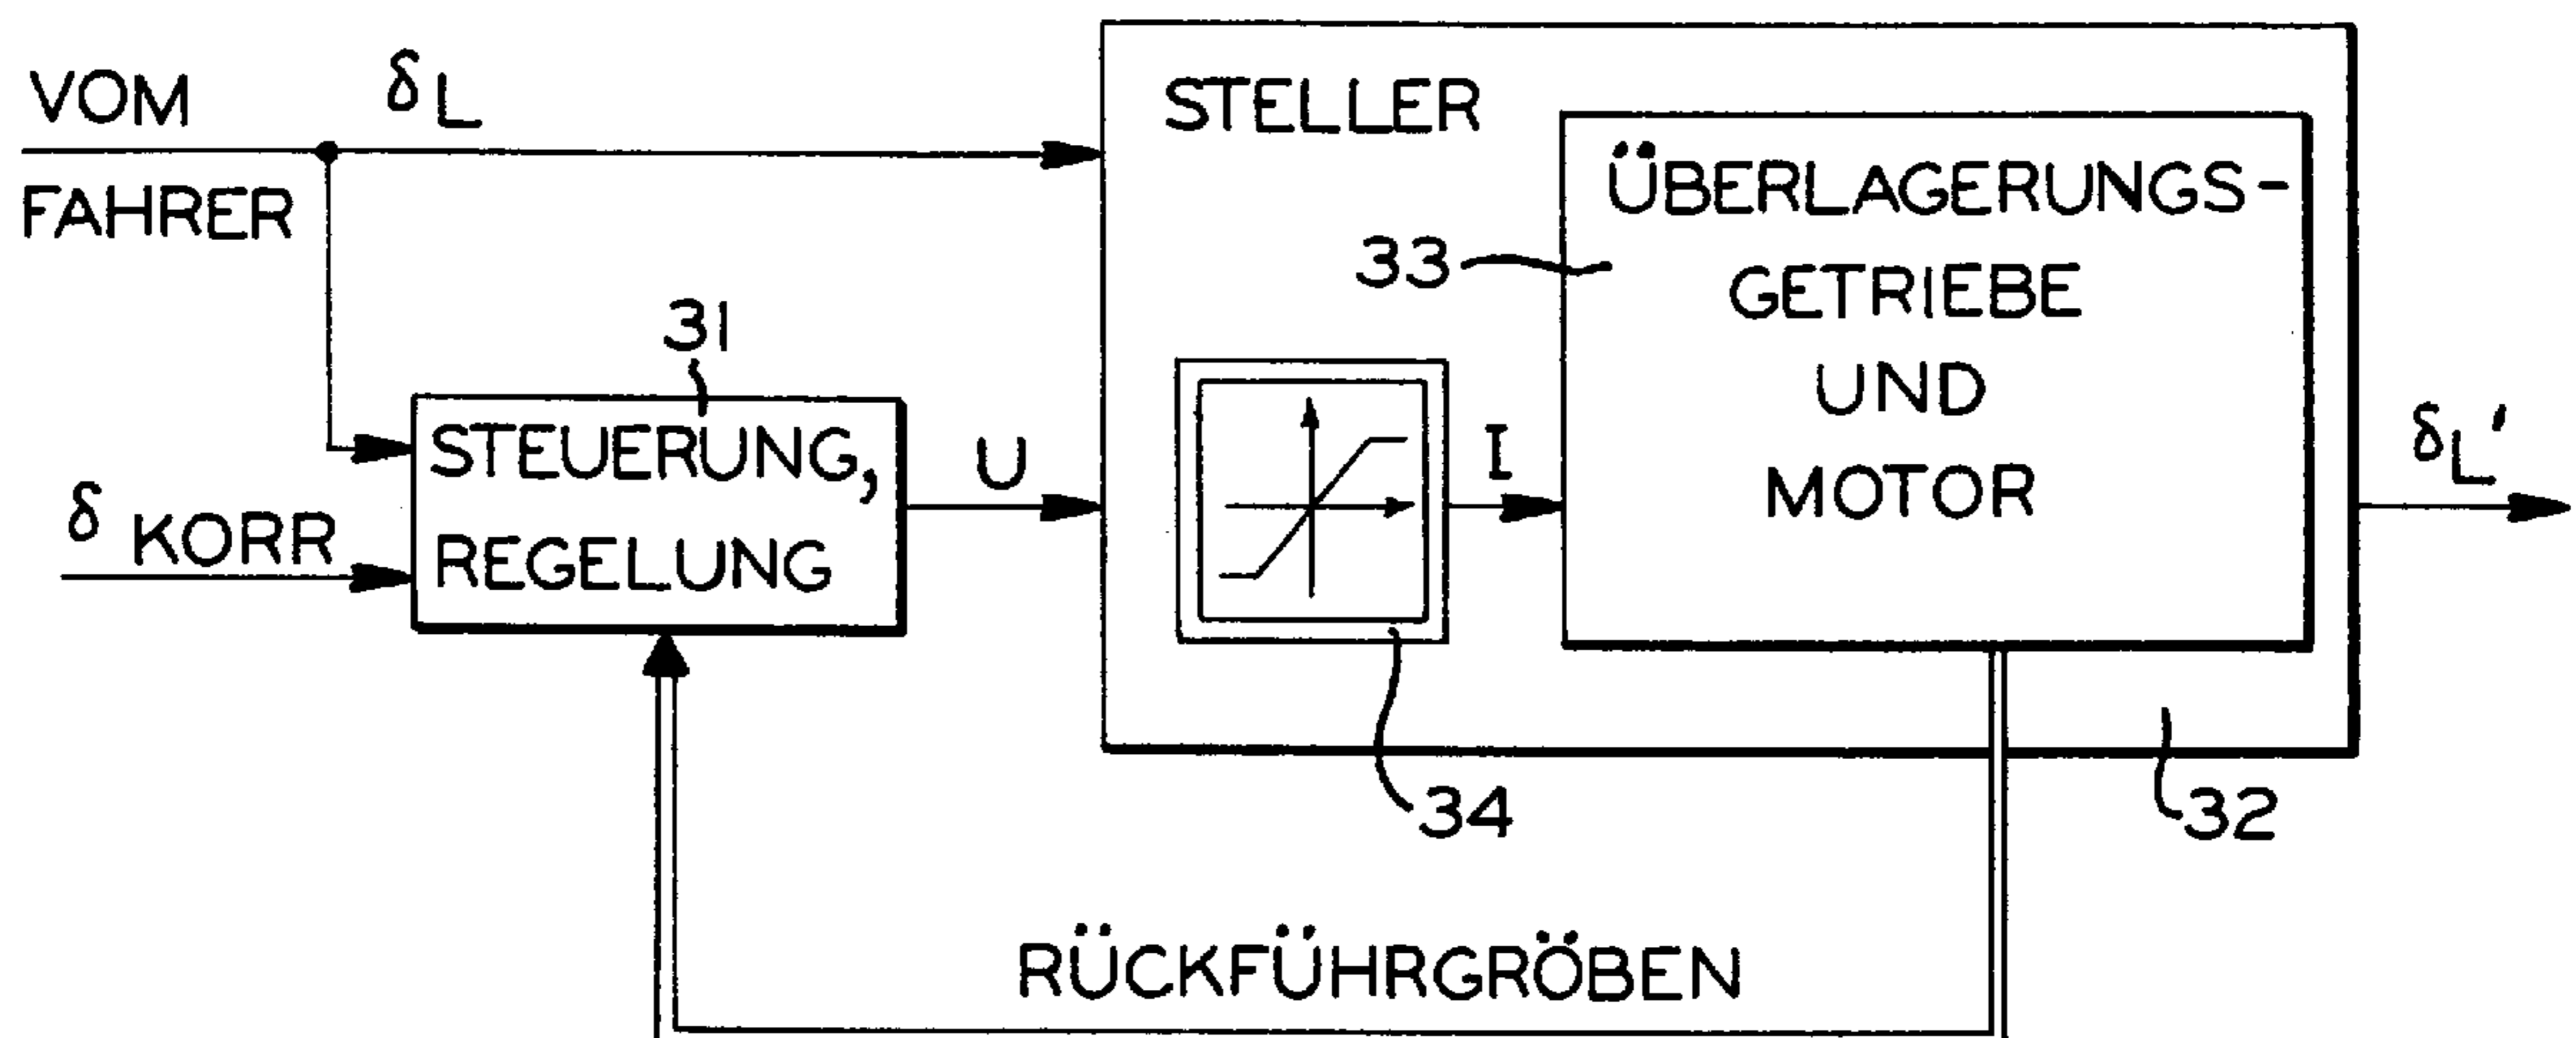 VOM
FAHRER
δL
STELLER
ÜBERLAGERUNGS-
GETRIEBE
UND
MOTOR
33
31
STEUERUNG,
REGELUNG
δ KORR
U
I
δL'
34
32
RÜCKFÜHRGRÖBEN